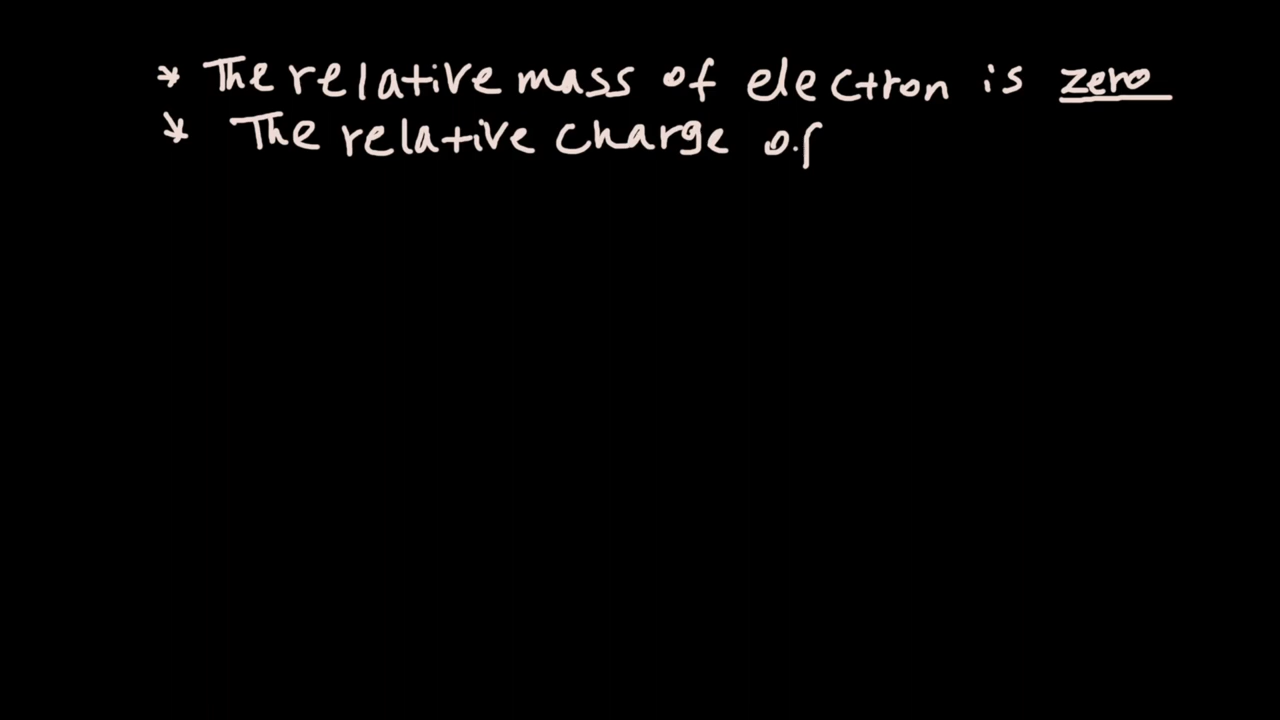 * The relative mass of electron is zero
* The relative charge of